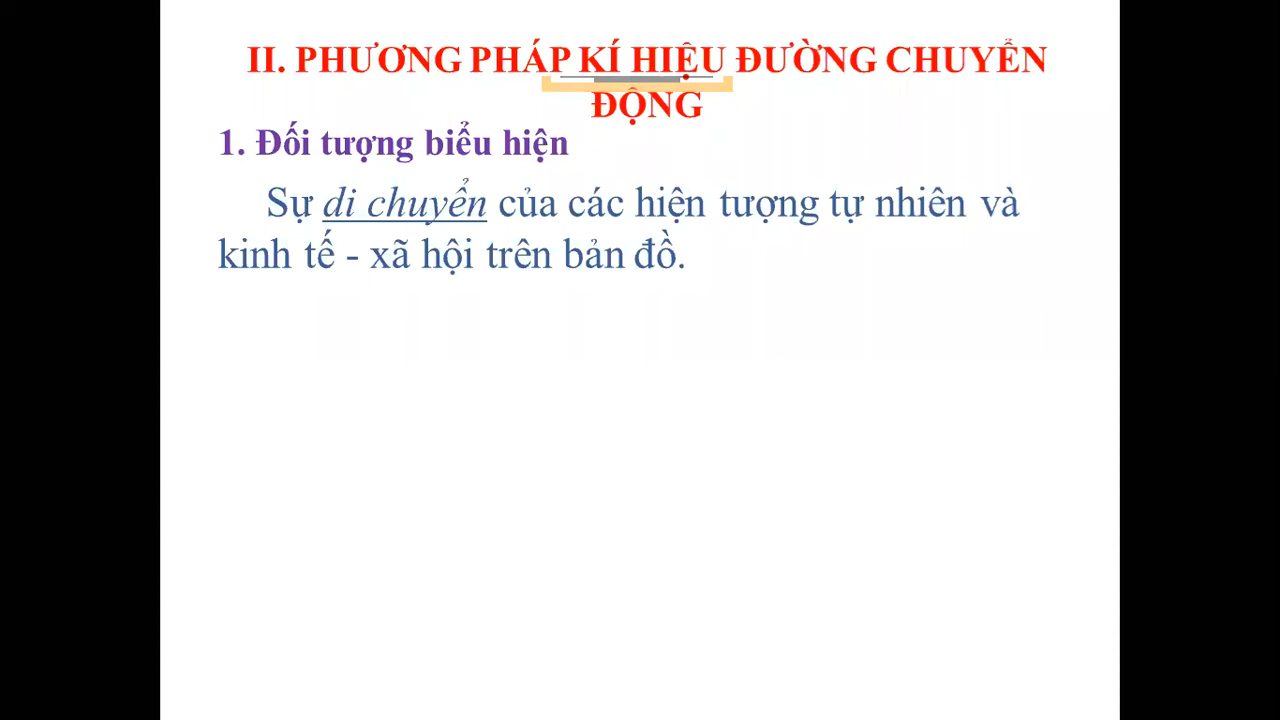 II. PHƯƠNG PHÁP KÍ HIỆU ĐƯỜNG CHUYỂN
ĐỘNG
1. Đối tượng biểu hiện
Sự di chuyển của các hiện tượng tự nhiên và
kinh tế - xã hội trên bản đồ.